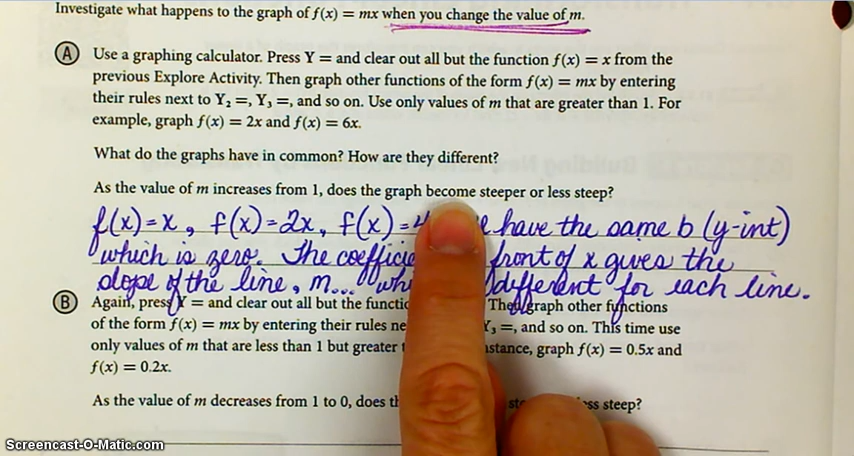 Investigate what happens to the graph of f(x) = mx when you change the value of m.
A Use a graphing calculator. Press Y = and clear out all but the function f(x) = x from the
previous Explore Activity. Then graph other functions of the form f(x) = mx by entering
their rules next to Y₂ =, Y₃ =, and so on. Use only values of m that are greater than 1. For
example, graph f(x) = 2x and f(x) = 6x.
What do the graphs have in common? How are they different?
As the value of m increases from 1, does the graph become steeper or less steep?
f(x)=x, f(x)=2x, f(x)= have the same b (y-int)
which is zero. The front of x gives the
slope of the line, m... different for each line.
B Again, press Y = and clear out all but the graph other functions
of the form f(x) = mx by entering their rules =, and so on. This time use
only values of m that are less than 1 but greater graph f(x) = 0.5x and
f(x) = 0.2x.
As the value of m decreases from 1 to 0, does steep?
Screencast-O-Matic.com